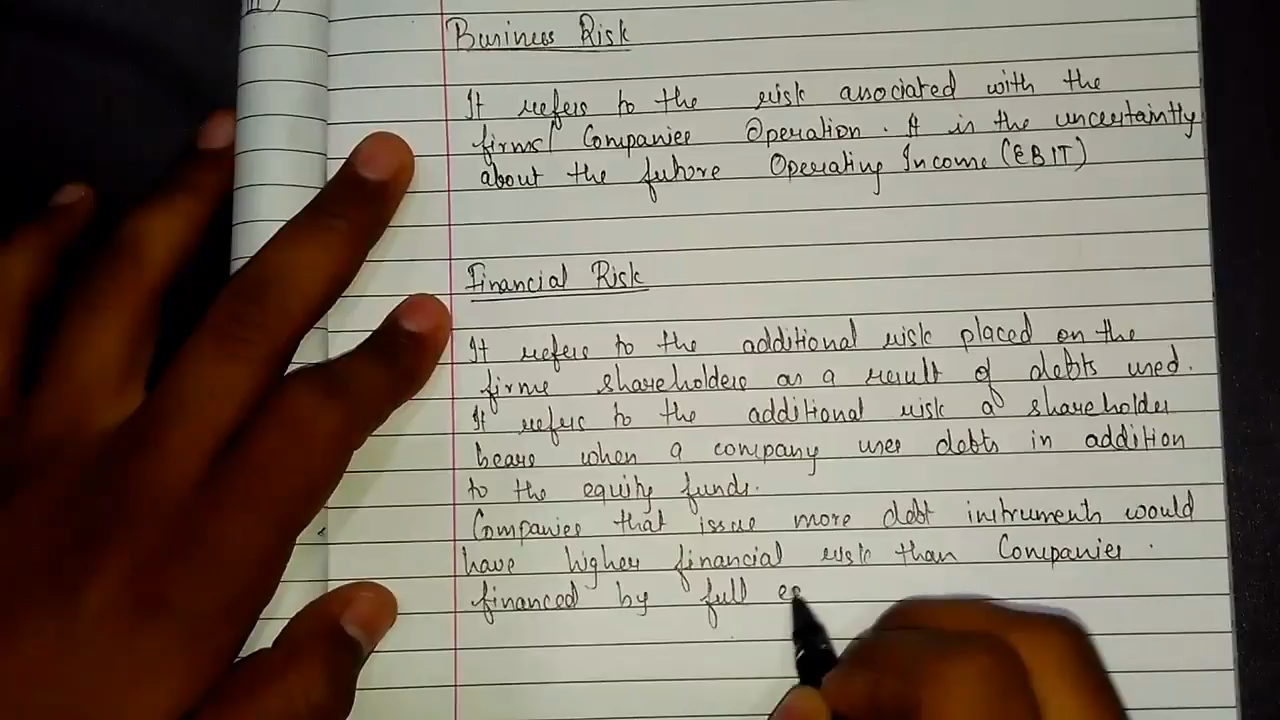 Business Risk
It refers to the risk asociated with the
firms/ Companies Operation. It is the uncertaintly
about the future Operating Income (EBIT)
Financial Risk
It refers to the additional risk placed on the
firms shareholders as a result of debts used.
It refers to the additional risk a shareholder
bears when a company uses debts in addition
to the equity funds.
Companies that issue more debt instruments would
have higher financial risk than Companies
financed by full